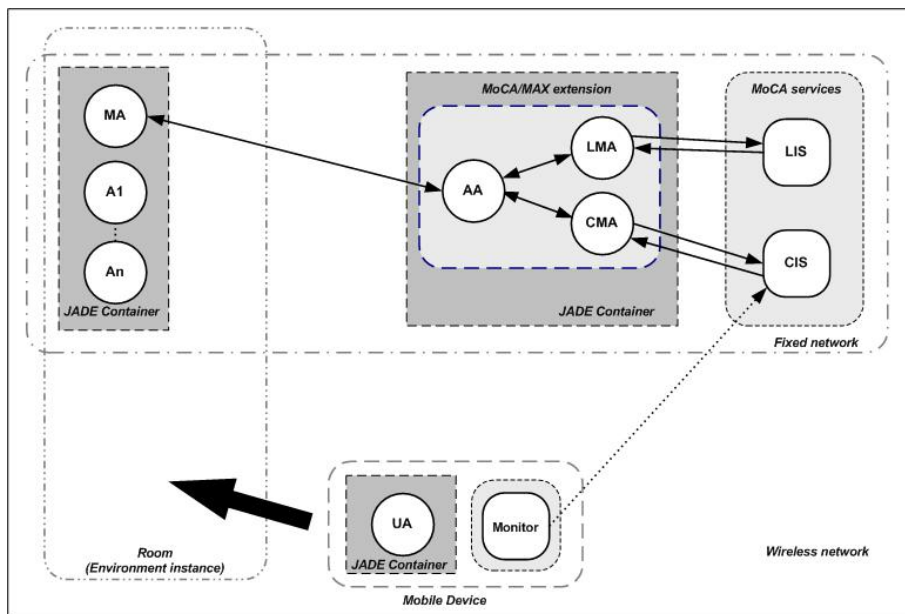 MoCA/MAX extension
MoCA services
MA
LMA
LIS
A1
AA
CMA
CIS
An
JADE Container
JADE Container
Fixed network
UA
Monitor
Room
(Environment instance)
JADE Container
Wireless network
Mobile Device